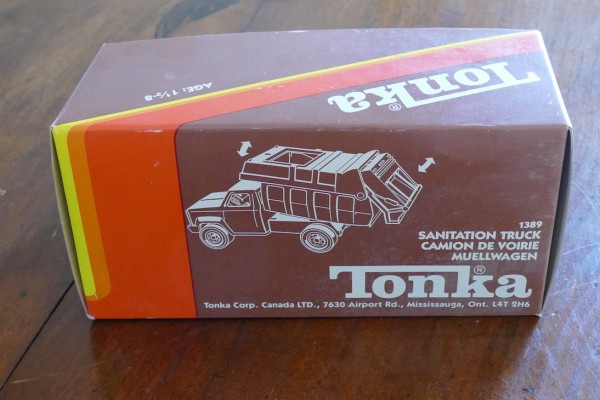 AGE: 1½-8
Tonka®
1389
SANITATION TRUCK
CAMION DE VOIRIE
MUELLWAGEN
Tonka®
Tonka Corp. Canada LTD., 7630 Airport Rd., Mississauga, Ont. L4T 2H6